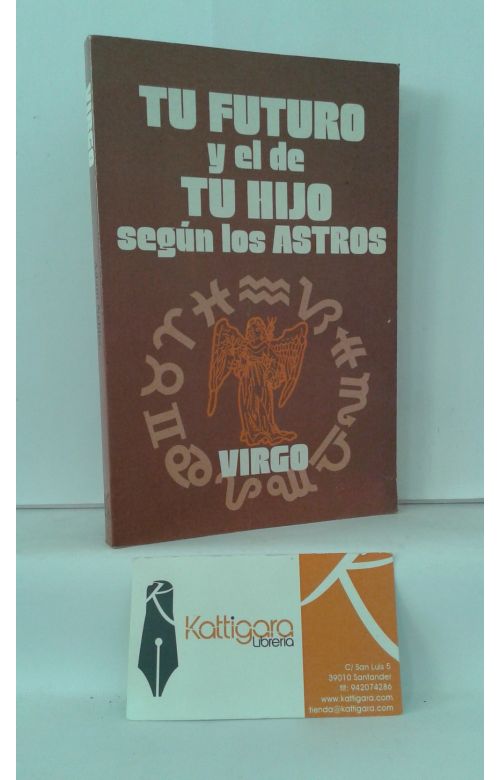 TU FUTURO
y el de
TU HIJO
según los ASTROS
VIRGO
VIRGO
K
Kattigara
Librería
C/ San Luis 5
39010 Santander
tlf: 942074286
www.kattigara.com
tienda@kattigara.com